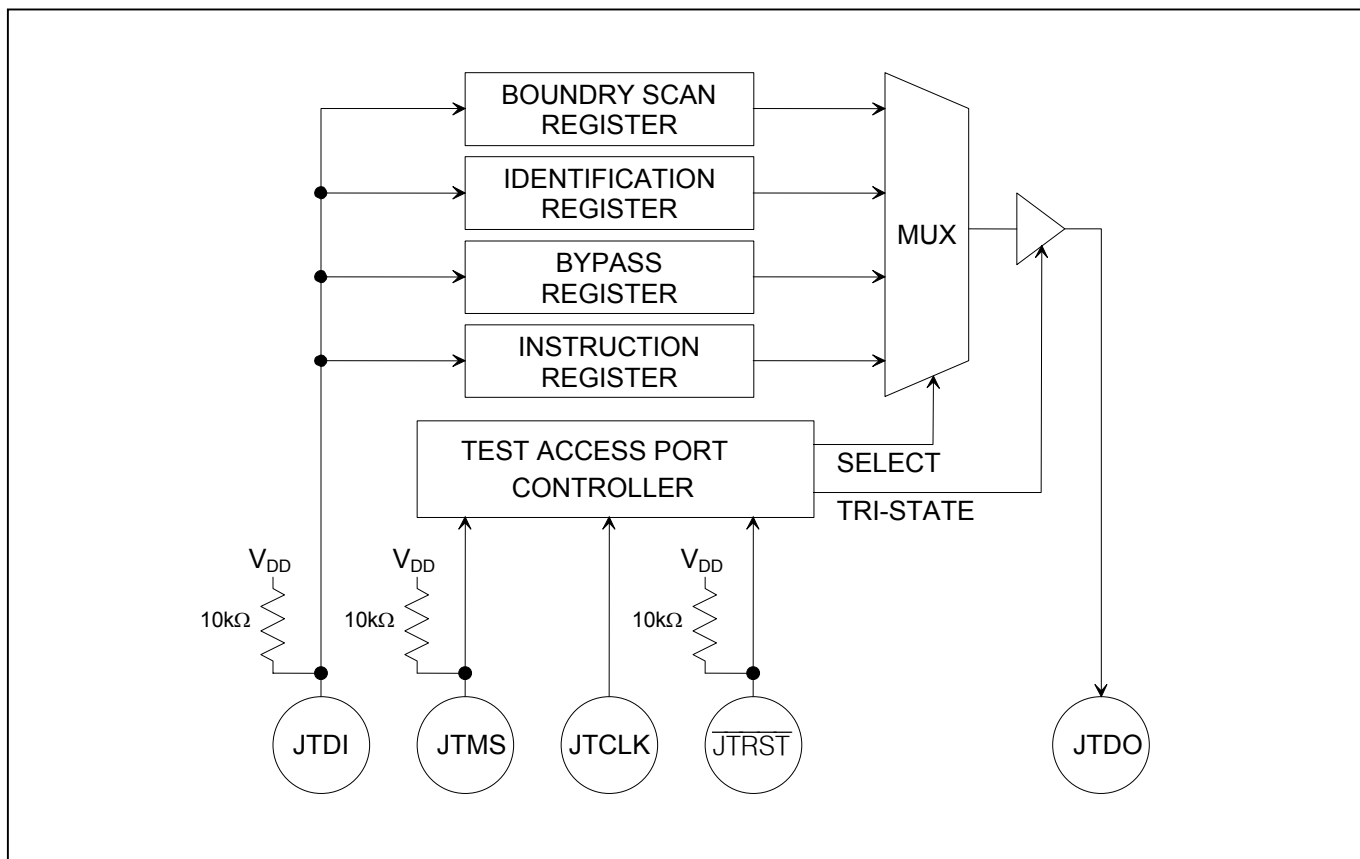 BOUNDRY SCAN
REGISTER
IDENTIFICATION
REGISTER
BYPASS
REGISTER
INSTRUCTION
REGISTER
MUX
TEST ACCESS PORT
CONTROLLER
SELECT
TRI-STATE
VDD
10kΩ
VDD
10kΩ
VDD
10kΩ
JTDI
JTMS
JTCLK
J̅T̅R̅S̅T̅
JTDO